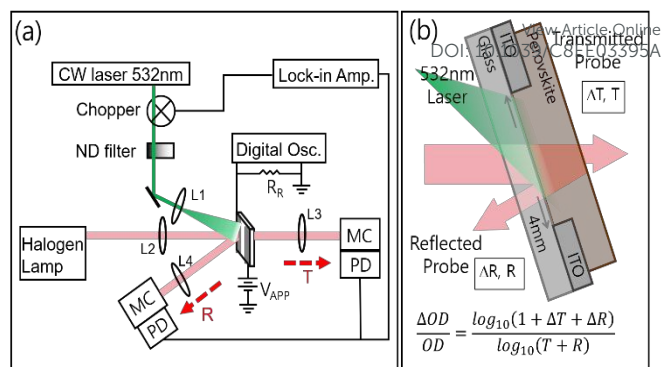 (a)
CW laser 532nm
Lock-in Amp.
Chopper
ND filter
Digital Osc.
R_R
L1
L2
L3
L4
Halogen
Lamp
MC
PD
T
V_APP
MC
PD
R
(b)
View Article Online
Glass
ITO
Perovskite
Transmitted
Probe
ΔT, T
532nm
Laser
4mm
ITO
Reflected
Probe
ΔR, R
ΔOD/OD = log₁₀(1 + ΔT + ΔR)/log₁₀(T + R)